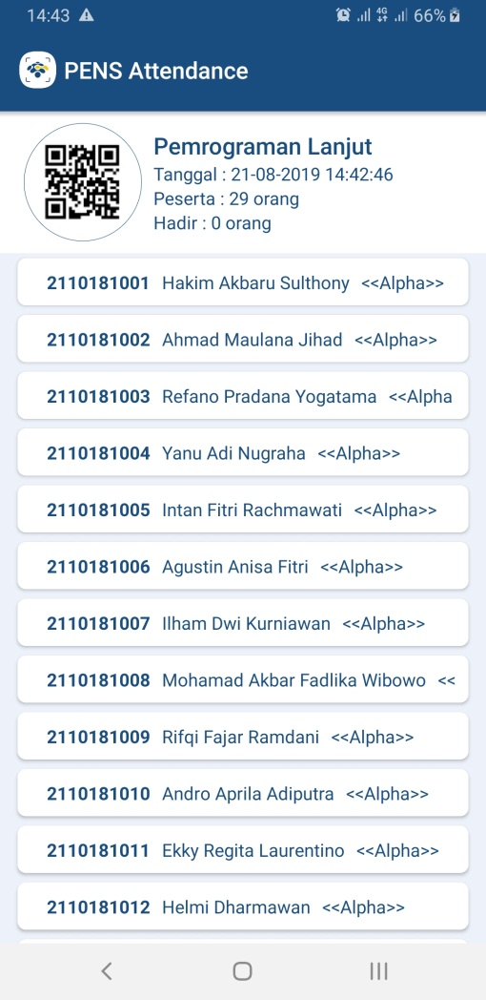 14:43
4G
66%
PENS Attendance
Pemrograman Lanjut
Tanggal : 21-08-2019 14:42:46
Peserta : 29 orang
Hadir : 0 orang
2110181001 Hakim Akbaru Sulthony <<Alpha>>
2110181002 Ahmad Maulana Jihad <<Alpha>>
2110181003 Refano Pradana Yogatama <<Alpha
2110181004 Yanu Adi Nugraha <<Alpha>>
2110181005 Intan Fitri Rachmawati <<Alpha>>
2110181006 Agustin Anisa Fitri <<Alpha>>
2110181007 Ilham Dwi Kurniawan <<Alpha>>
2110181008 Mohamad Akbar Fadlika Wibowo <<
2110181009 Rifqi Fajar Ramdani <<Alpha>>
2110181010 Andro Aprila Adiputra <<Alpha>>
2110181011 Ekky Regita Laurentino <<Alpha>>
2110181012 Helmi Dharmawan <<Alpha>>